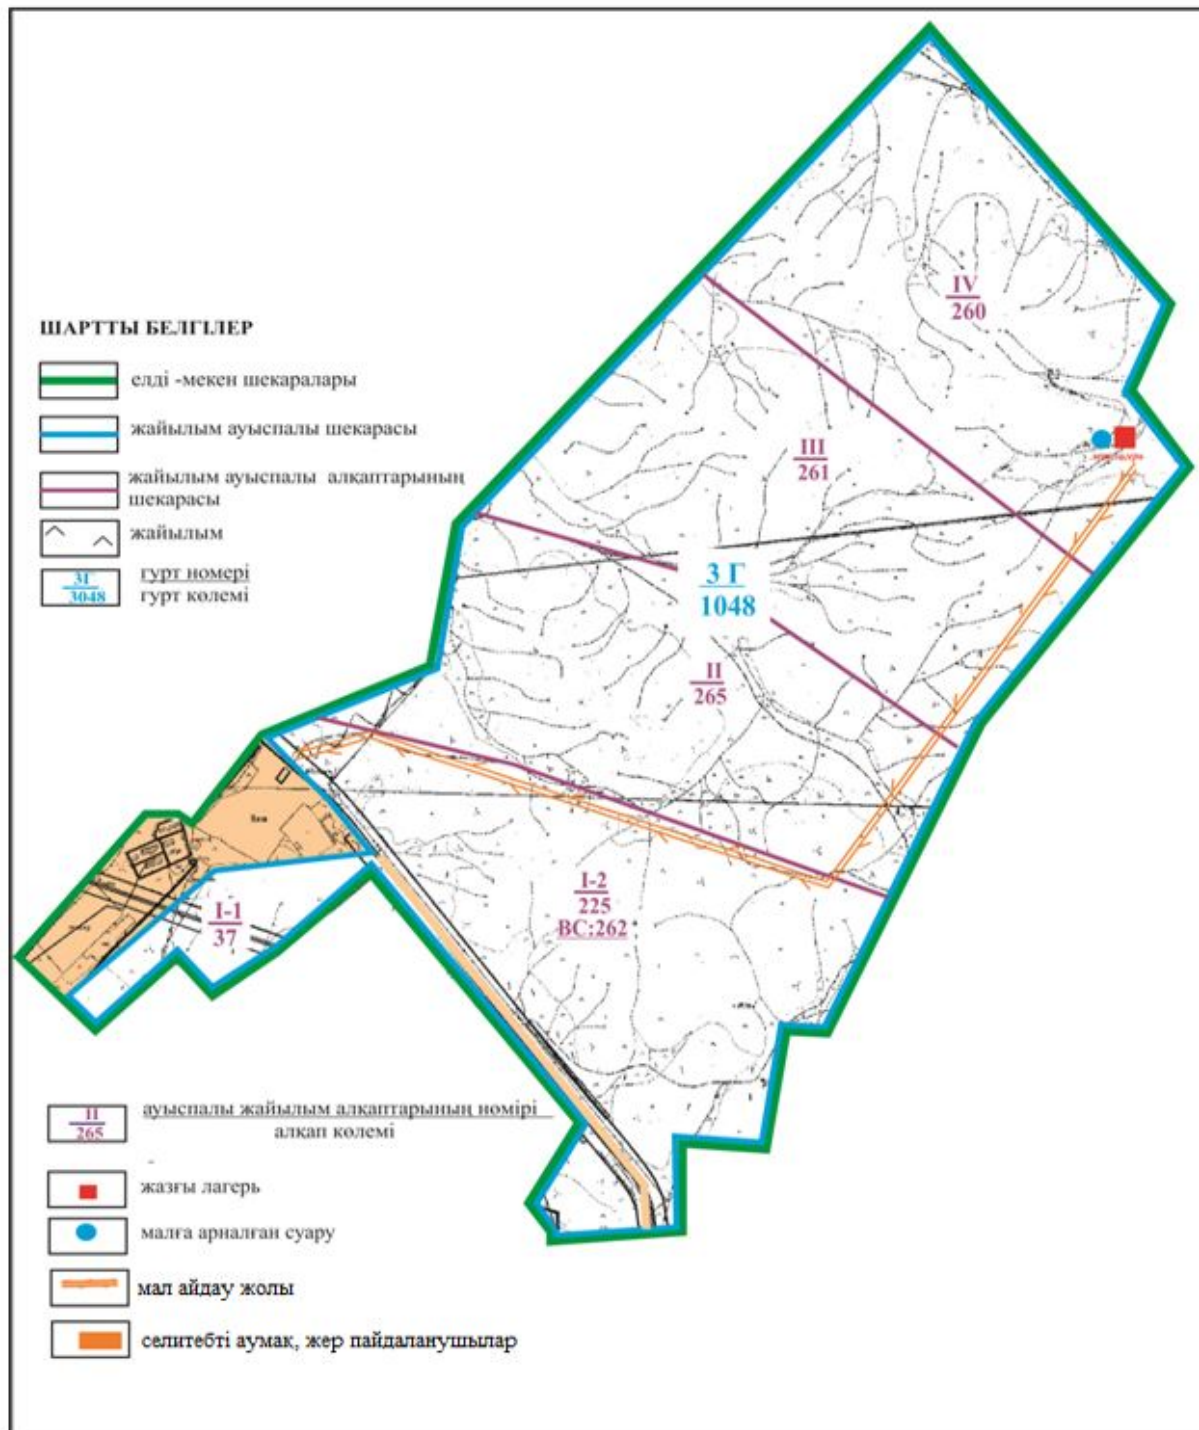 IV
260
ШАРТТЫ БЕЛГІЛЕР
елді -мекен шекаралары
жайылым ауыспалы шекарасы
III
261
жайылым ауыспалы алқаптарының
шекарасы
жайылым
3Г
3048
гурт номері
гурт көлемі
3 Г
1048
II
265
I-2
225
ВС:262
I-1
37
II
265
ауыспалы жайылым алқаптарының номірі
алқап көлемі
жазғы лагерь
малға арналған суару
мал айдау жолы
селитебті аумақ, жер пайдаланушылар